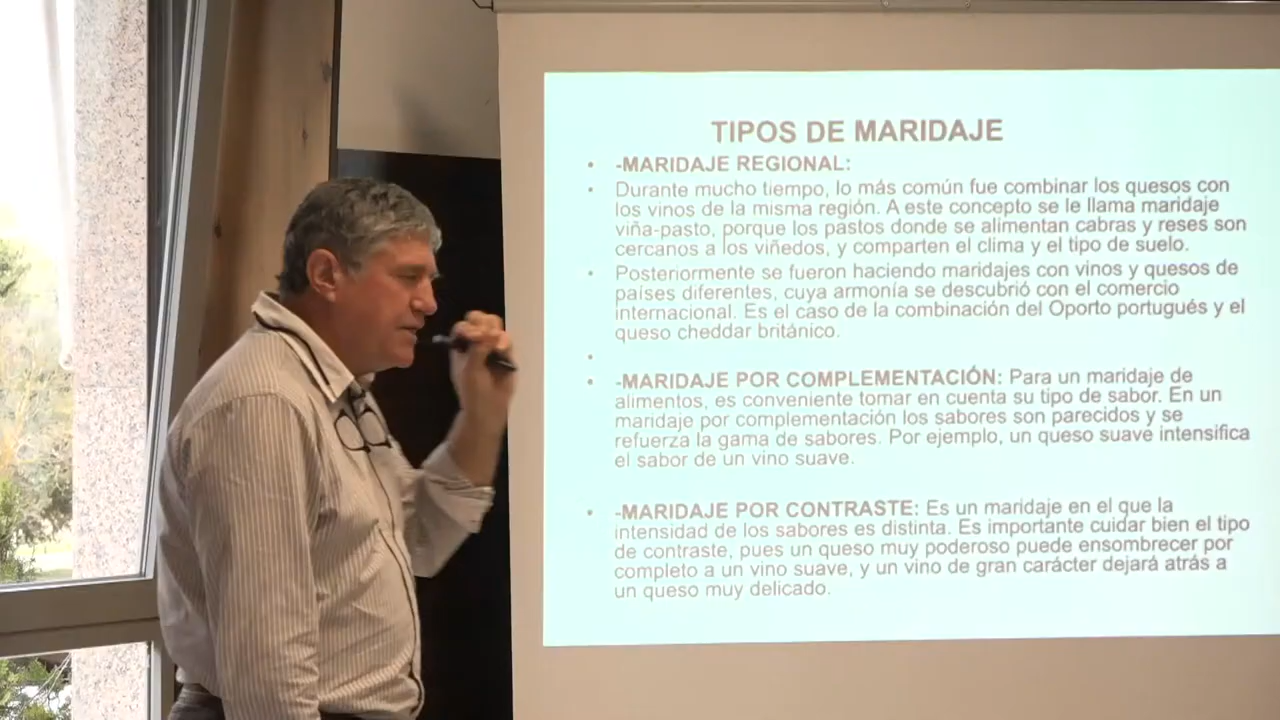 TIPOS DE MARIDAJE
• -MARIDAJE REGIONAL:
• Durante mucho tiempo, lo más común fue combinar los quesos con
los vinos de la misma región. A este concepto se le llama maridaje
viña-pasto, porque los pastos donde se alimentan cabras y reses son
cercanos a los viñedos, y comparten el clima y el tipo de suelo.
• Posteriormente se fueron haciendo maridajes con vinos y quesos de
países diferentes, cuya armonía se descubrió con el comercio
internacional. Es el caso de la combinación del Oporto portugués y el
queso cheddar británico.
•
• -MARIDAJE POR COMPLEMENTACIÓN: Para un maridaje de
alimentos, es conveniente tomar en cuenta su tipo de sabor. En un
maridaje por complementación los sabores son parecidos y se
refuerza la gama de sabores. Por ejemplo, un queso suave intensifica
el sabor de un vino suave.
• -MARIDAJE POR CONTRASTE: Es un maridaje en el que la
intensidad de los sabores es distinta. Es importante cuidar bien el tipo
de contraste, pues un queso muy poderoso puede ensombrecer por
completo a un vino suave, y un vino de gran carácter dejará atrás a
un queso muy delicado.